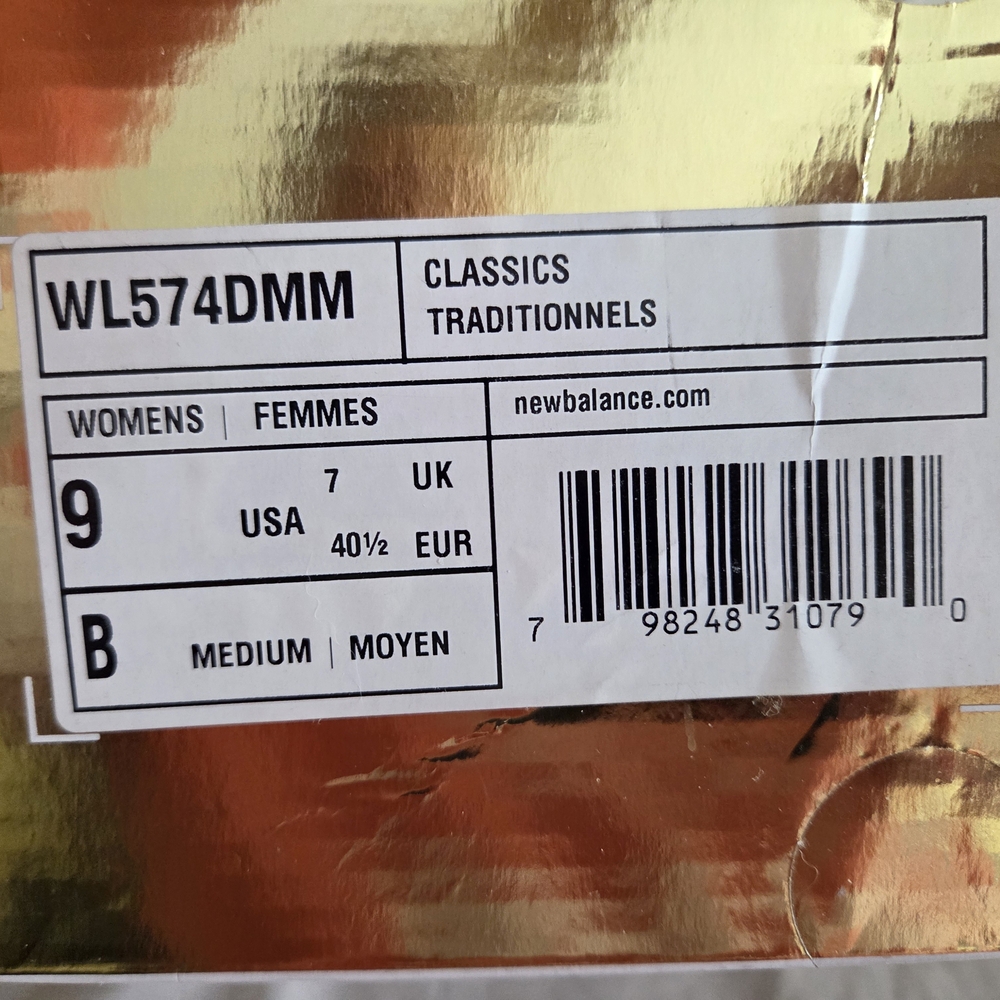 WL574DMM
CLASSICS
TRADITIONNELS
WOMENS | FEMMES
newbalance.com
9 USA 7 UK
40½ EUR
B MEDIUM | MOYEN
7 98248 31079 0